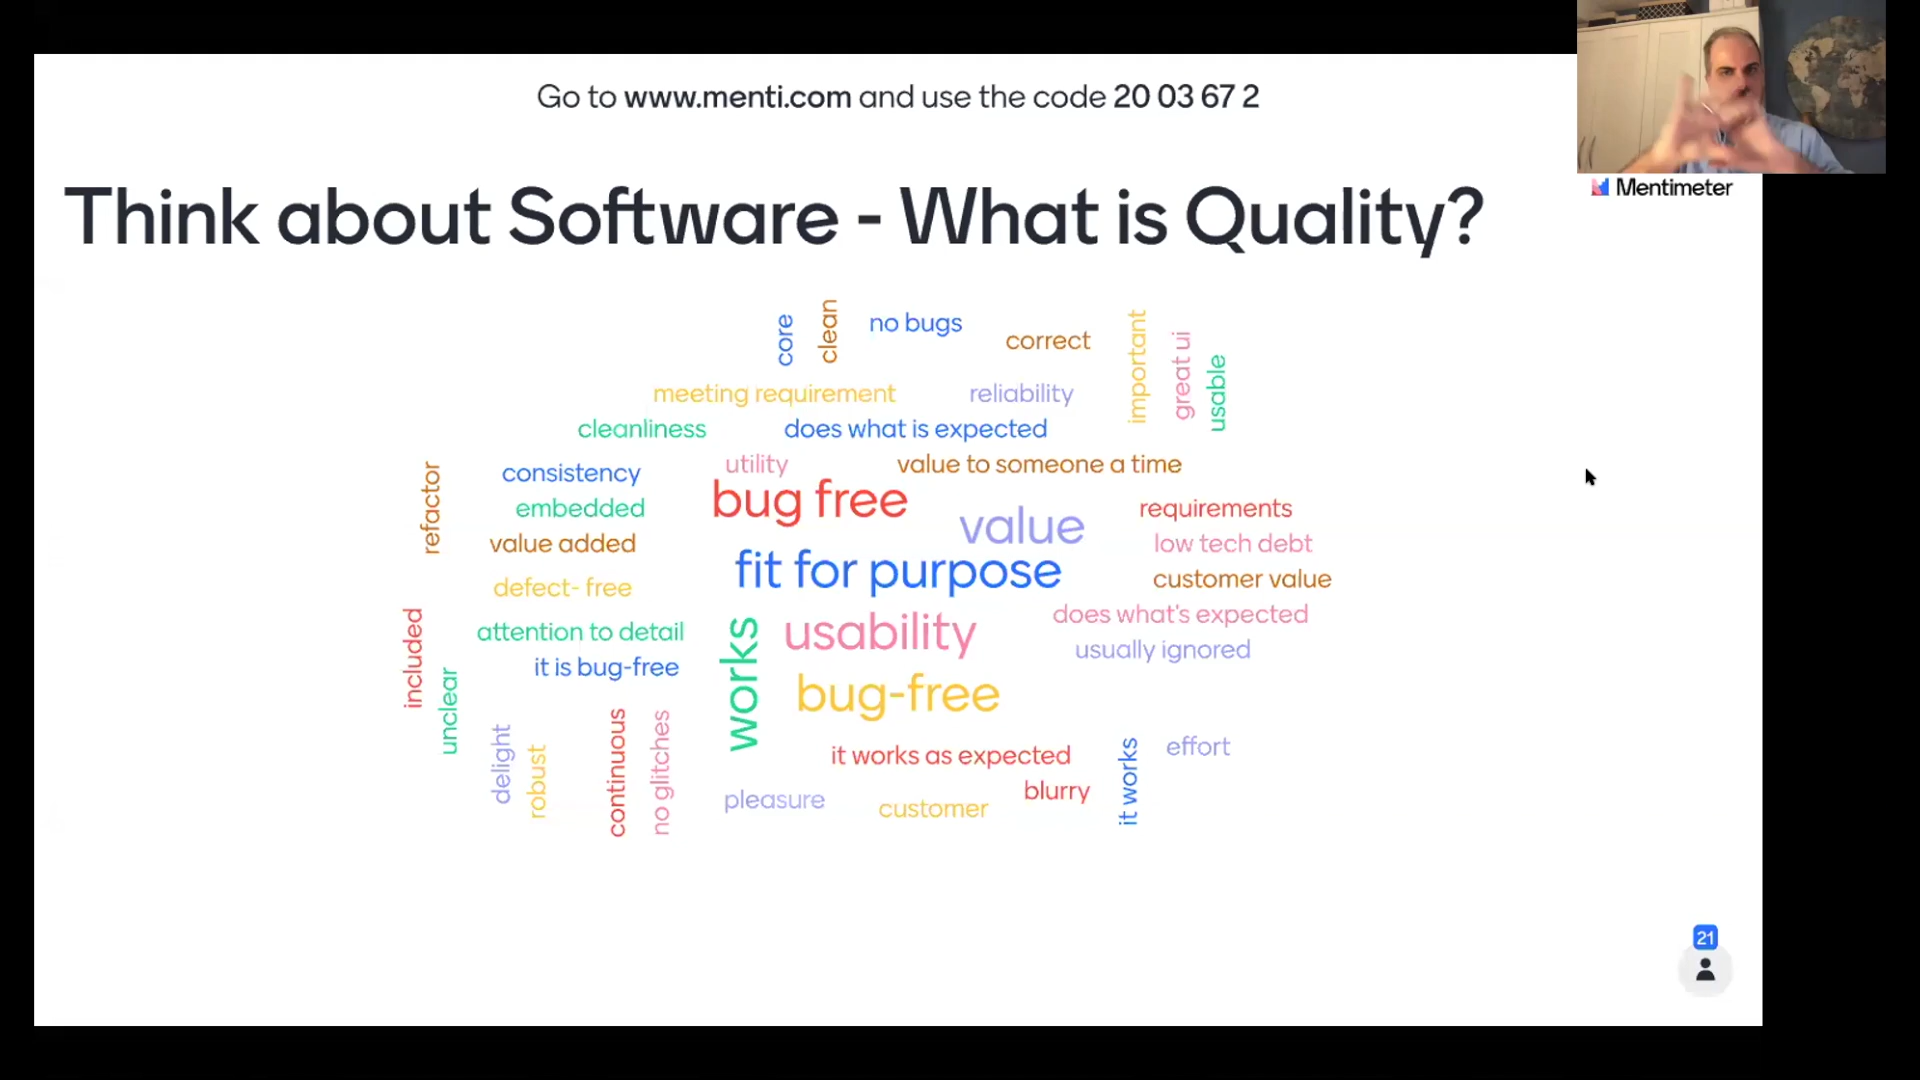 Go to www.menti.com and use the code 20 03 67 2
Mentimeter
Think about Software - What is Quality?
core
clean
no bugs
correct
important
great ui
usable
meeting requirement
reliability
cleanliness
does what is expected
refactor
consistency
utility
value to someone a time
embedded
bug free
value
requirements
value added
low tech debt
fit for purpose
customer value
defect- free
included
attention to detail
works
usability
does what's expected
it is bug-free
usually ignored
unclear
bug-free
delight
robust
continuous
no glitches
it works as expected
it works
effort
pleasure
customer
blurry
21